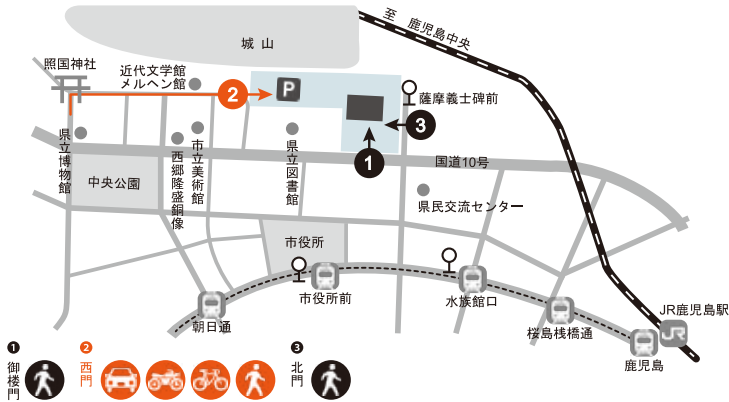 至 鹿児島中央
城山
照国神社
近代文学館
メルヘン館
2
P
薩摩義士碑前
3
1
県立博物館
西郷隆盛銅像
市立美術館
県立図書館
国道10号
中央公園
県民交流センター
市役所
市役所前
水族館口
朝日通
桜島桟橋通
JR鹿児島駅
JR
鹿児島
1
御楼門
2
西門
3
北門